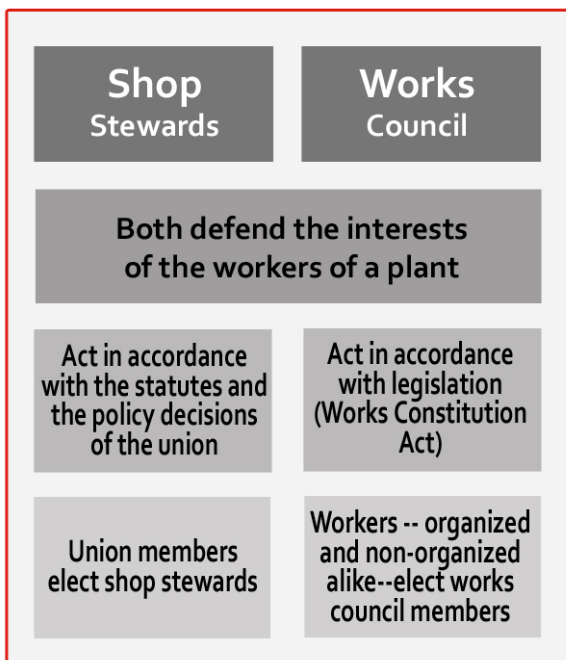 Shop
Stewards
Works
Council
Both defend the interests
of the workers of a plant
Act in accordance
with the statutes and
the policy decisions
of the union
Act in accordance
with legislation
(Works Constitution
Act)
Union members
elect shop stewards
Workers -- organized
and non-organized
alike--elect works
council members